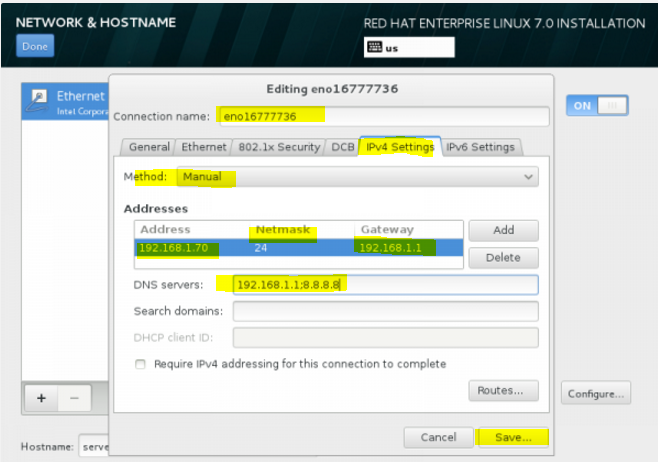 NETWORK & HOSTNAME
RED HAT ENTERPRISE LINUX 7.0 INSTALLATION
Done
us
Editing eno16777736
Ethernet
Intel Corpora
ON
Connection name: eno16777736
General Ethernet 802.1x Security DCB IPv4 Settings IPv6 Settings
Method: Manual
Addresses
Address Netmask Gateway
Add
192.168.1.70 24 192.168.1.1
Delete
DNS servers: 192.168.1.1;8.8.8.8
Search domains:
DHCP client ID:
Require IPv4 addressing for this connection to complete
Routes...
+ −
Configure...
Cancel Save...
Hostname: serve